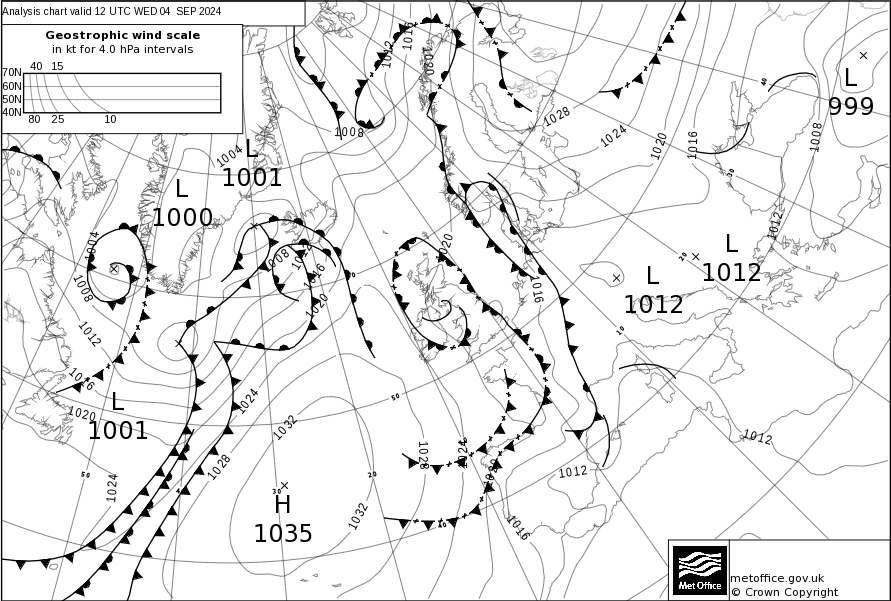 Analysis chart valid 12 UTC WED 04 SEP 2024
Geostrophic wind scale
in kt for 4.0 hPa intervals
40 15
70N
60N
50N
40N
80 25 10
1012
1016
1020
1008
1004
L
1001
L
1000
1028
1024
1020
1016
40
L
999
1008
30
1012
1004
1008
1008
1012
1016
1020
1020
1016
20
L
1012
L
1012
10
1012
1016
1020
L
1001
1024
1032
50
1028
1024
1020
1012
1012
50
1024
1028
20
30
H
1035
1032
40
1016
Met Office
metoffice.gov.uk
© Crown Copyright